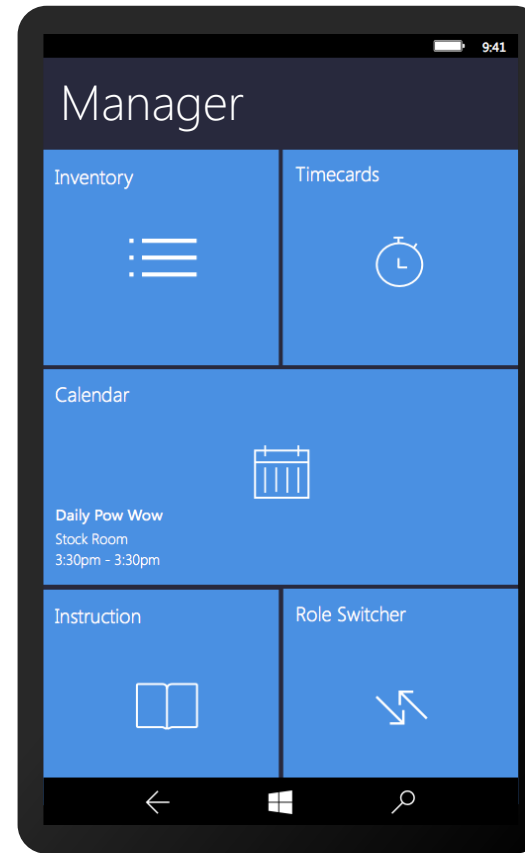 9:41
Manager
Inventory
Timecards
Calendar
Daily Pow Wow
Stock Room
3:30pm - 3:30pm
Instruction
Role Switcher